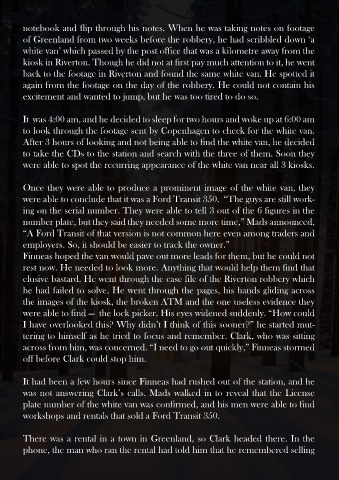 notebook and flip through his notes. When he was taking notes on footage
of Greenland from two weeks before the robbery, he had scribbled down 'a
white van' which passed by the post office that was a kilometre away from the
kiosk in Riverton. Though he did not at first pay much attention to it, he went
back to the footage in Riverton and found the same white van. He spotted it
again from the footage on the day of the robbery. He could not contain his
excitement and wanted to jump, but he was too tired to do so.
It was 4:00 am, and he decided to sleep for two hours and woke up at 6:00 am
to look through the footage sent by Copenhagen to check for the white van.
After 3 hours of looking and not being able to find the white van, he decided
to take the CDs to the station and search with the three of them. Soon they
were able to spot the recurring appearance of the white van near all 3 kiosks.
Once they were able to produce a prominent image of the white van, they
were able to conclude that it was a Ford Transit 350. "The guys are still work-
ing on the serial number. They were able to tell 3 out of the 6 figures in the
number plate, but they said they needed some more time," Mads announced,
"A Ford Transit of that version is not common here even among traders and
employers. So, it should be easier to track the owner."
Finneas hoped the van would pave out more leads for them, but he could not
rest now. He needed to look more. Anything that would help them find that
elusive bastard. He went through the case file of the Riverton robbery which
he had failed to solve. He went through the pages, his hands gliding across
the images of the kiosk, the broken ATM and the one useless evidence they
were able to find — the lock picker. His eyes widened suddenly. "How could
I have overlooked this? Why didn't I think of this sooner?" he started mut-
tering to himself as he tried to focus and remember. Clark, who was sitting
across from him, was concerned. "I need to go out quickly," Finneas stormed
off before Clark could stop him.
It had been a few hours since Finneas had rushed out of the station, and he
was not answering Clark's calls. Mads walked in to reveal that the License
plate number of the white van was confirmed, and his men were able to find
workshops and rentals that sold a Ford Transit 350.
There was a rental in a town in Greenland, so Clark headed there. In the
phone, the man who ran the rental had told him that he remembered selling